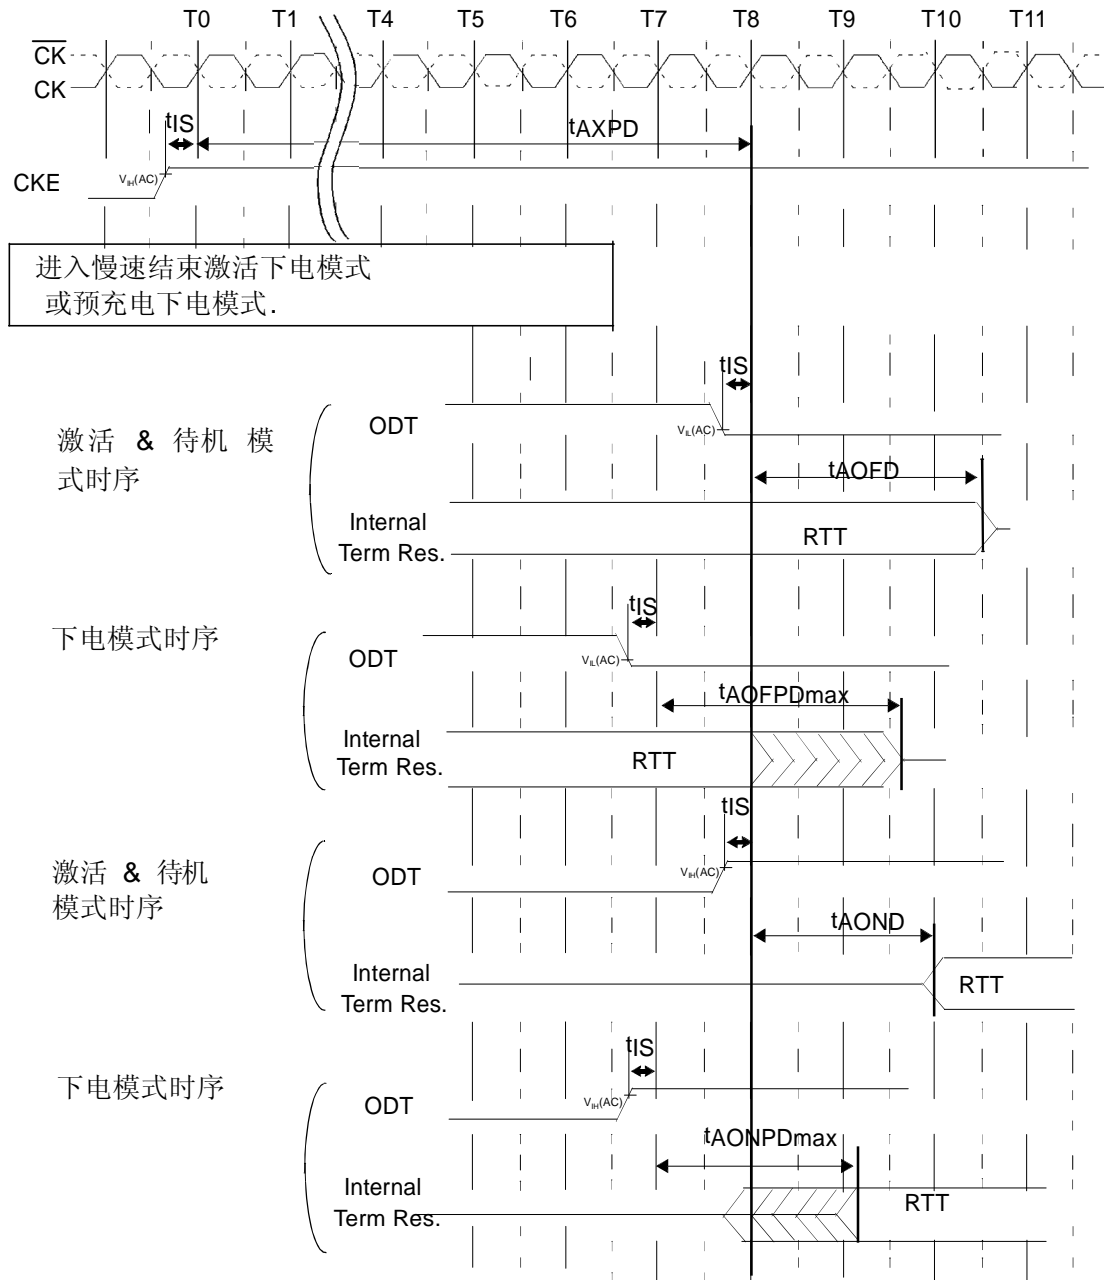 T0 T1 T4 T5 T6 T7 T8 T9 T10 T11
CK
CK
tIS
tAXPD
CKE
VIH(AC)
进入慢速结束激活下电模式
或预充电下电模式.
tIS
激活 & 待机 模
式时序
ODT
VIL(AC)
tAOFD
Internal
Term Res.
RTT
tIS
下电模式时序
ODT
VIL(AC)
tAOFPDmax
Internal
Term Res.
RTT
tIS
激活 & 待机
模式时序
ODT
VIH(AC)
tAOND
Internal
Term Res.
RTT
tIS
下电模式时序
ODT
VIH(AC)
tAONPDmax
Internal
Term Res.
RTT